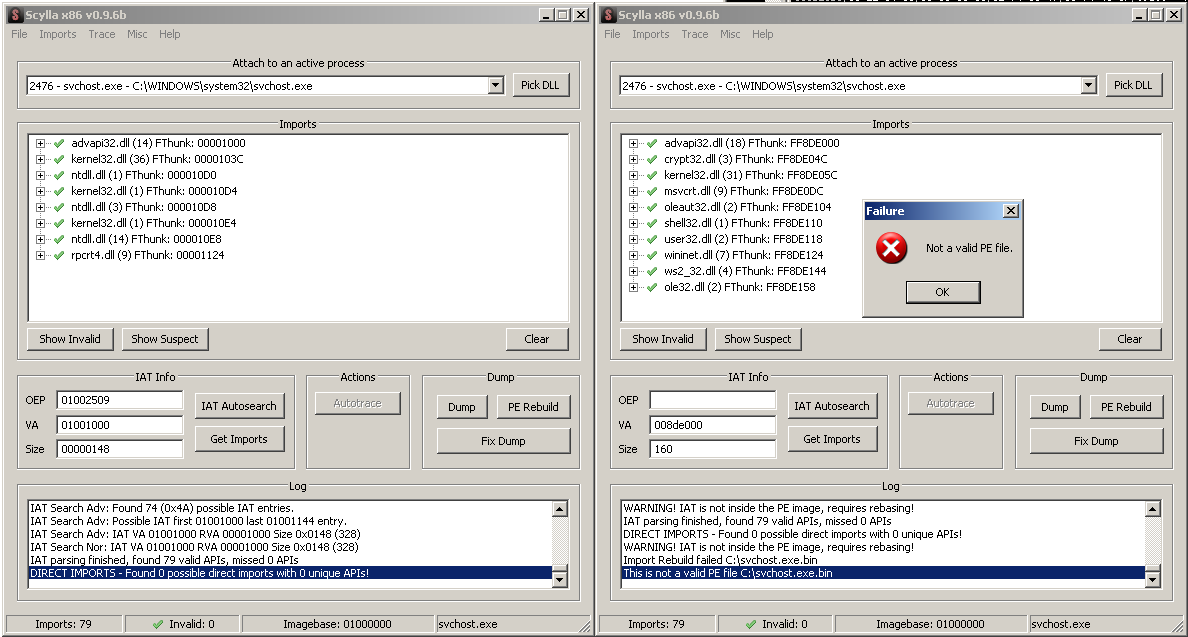 Scylla x86 v0.9.6b
File Imports Trace Misc Help
Attach to an active process
2476 - svchost.exe - C:\WINDOWS\system32\svchost.exe
Pick DLL
Imports
advapi32.dll (14) FThunk: 00001000
kernel32.dll (36) FThunk: 0000103C
ntdll.dll (1) FThunk: 000010D0
kernel32.dll (1) FThunk: 000010D4
ntdll.dll (3) FThunk: 000010D8
kernel32.dll (1) FThunk: 000010E4
ntdll.dll (14) FThunk: 000010E8
rpcrt4.dll (9) FThunk: 00001124
Show Invalid
Show Suspect
Clear
IAT Info
OEP 01002509
VA 01001000
Size 00000148
IAT Autosearch
Get Imports
Actions
Autotrace
Dump
Dump
PE Rebuild
Fix Dump
Log
IAT Search Adv: Found 74 (0x4A) possible IAT entries.
IAT Search Adv: Possible IAT first 01001000 last 01001144 entry.
IAT Search Adv: IAT VA 01001000 RVA 00001000 Size 0x0148 (328)
IAT Search Nor: IAT VA 01001000 RVA 00001000 Size 0x0148 (328)
IAT parsing finished, found 79 valid APIs, missed 0 APIs
DIRECT IMPORTS - Found 0 possible direct imports with 0 unique APIs!
Imports: 79
Invalid: 0
Imagebase: 01000000
svchost.exe
Scylla x86 v0.9.6b
File Imports Trace Misc Help
Attach to an active process
2476 - svchost.exe - C:\WINDOWS\system32\svchost.exe
Pick DLL
Imports
advapi32.dll (18) FThunk: FF8DE000
crypt32.dll (3) FThunk: FF8DE04C
kernel32.dll (31) FThunk: FF8DE05C
msvcrt.dll (9) FThunk: FF8DE0DC
oleaut32.dll (2) FThunk: FF8DE104
shell32.dll (1) FThunk: FF8DE110
user32.dll (2) FThunk: FF8DE118
wininet.dll (7) FThunk: FF8DE124
ws2_32.dll (4) FThunk: FF8DE144
ole32.dll (2) FThunk: FF8DE158
Failure
Not a valid PE file.
OK
Show Invalid
Show Suspect
Clear
IAT Info
OEP
VA 008de000
Size 160
IAT Autosearch
Get Imports
Actions
Autotrace
Dump
Dump
PE Rebuild
Fix Dump
Log
WARNING! IAT is not inside the PE image, requires rebasing!
IAT parsing finished, found 79 valid APIs, missed 0 APIs
DIRECT IMPORTS - Found 0 possible direct imports with 0 unique APIs!
WARNING! IAT is not inside the PE image, requires rebasing!
Import Rebuild failed C:\svchost.exe.bin
This is not a valid PE file C:\svchost.exe.bin
Imports: 79
Invalid: 0
Imagebase: 01000000
svchost.exe